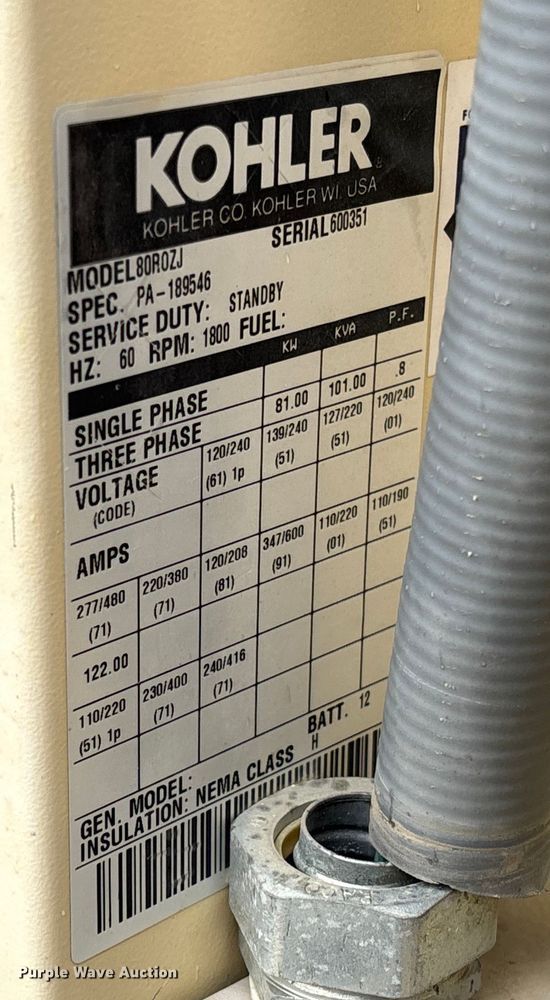 KOHLER®
KOHLER CO. KOHLER WI. USA
MODEL 80ROZJ SERIAL 600351
SPEC. PA-189546
SERVICE DUTY: STANDBY
HZ: 60 RPM: 1800 FUEL:
KW KVA P.F.
SINGLE PHASE
THREE PHASE 81.00 101.00 .8
VOLTAGE 120/240 139/240 127/220 120/240
(CODE) (61) 1p (51) (51) (01)
AMPS
277/480 220/380 120/208 347/600 110/220 110/190
(71) (71) (81) (91) (01) (51)
122.00
110/220 230/400 240/416
(51) 1p (71) (71)
BATT. 12
GEN. MODEL:
INSULATION: NEMA CLASS H
Purple Wave Auction